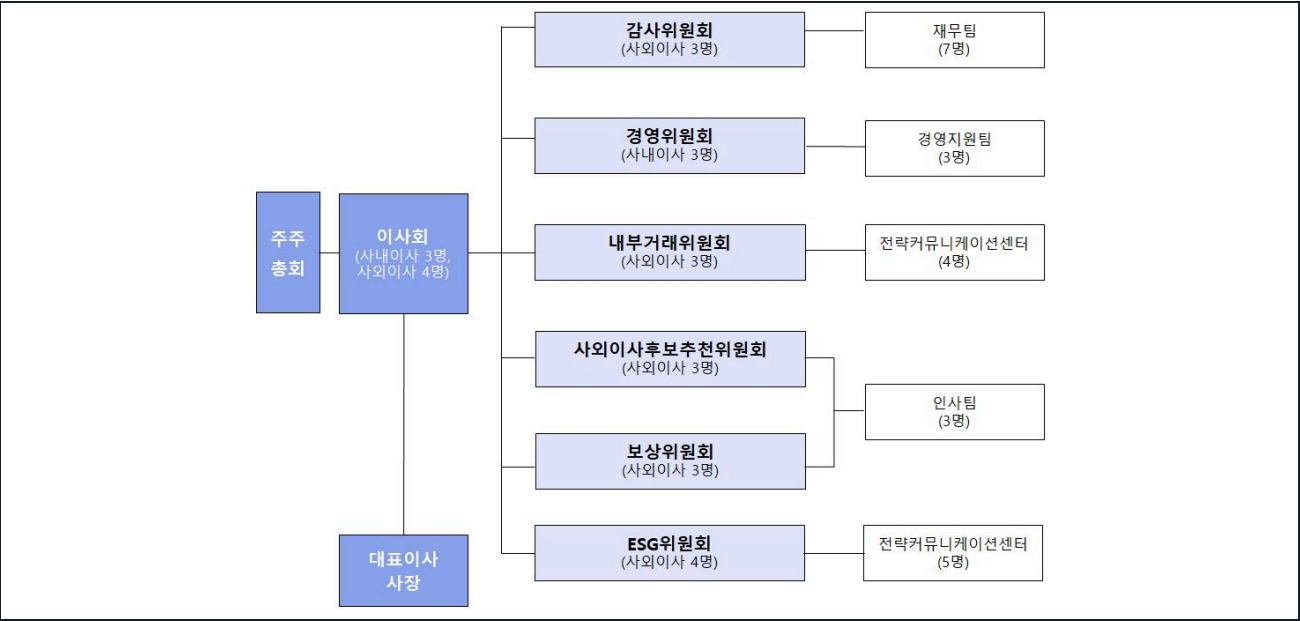 주주
총회
이사회
(사내이사 3명,
사외이사 4명)
대표이사
사장
감사위원회
(사외이사 3명)
재무팀
(7명)
경영위원회
(사내이사 3명)
경영지원팀
(3명)
내부거래위원회
(사외이사 3명)
전략커뮤니케이션센터
(4명)
사외이사후보추천위원회
(사외이사 3명)
보상위원회
(사외이사 3명)
인사팀
(3명)
ESG위원회
(사외이사 4명)
전략커뮤니케이션센터
(5명)